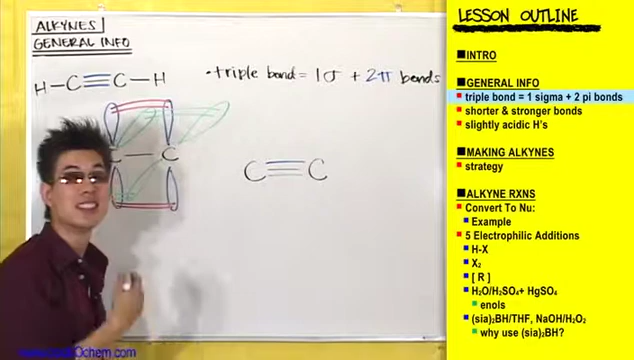 ALKYNES
GENERAL INFO
H-C≡C-H
•triple bond = 1σ + 2π bonds
C - C
C≡C
LESSON OUTLINE
■INTRO
■GENERAL INFO
■ triple bond = 1 sigma + 2 pi bonds
■ shorter & stronger bonds
■ slightly acidic H's
■MAKING ALKYNES
■ strategy
■ALKYNE RXNS
■ Convert To Nu:
■ Example
■ 5 Electrophilic Additions
■ H-X
■ X₂
■ [ R ]
■ H₂O/H₂SO₄+ HgSO₄
■ enols
■ (sia)₂BH/THF, NaOH/H₂O₂
■ why use (sia)₂BH?